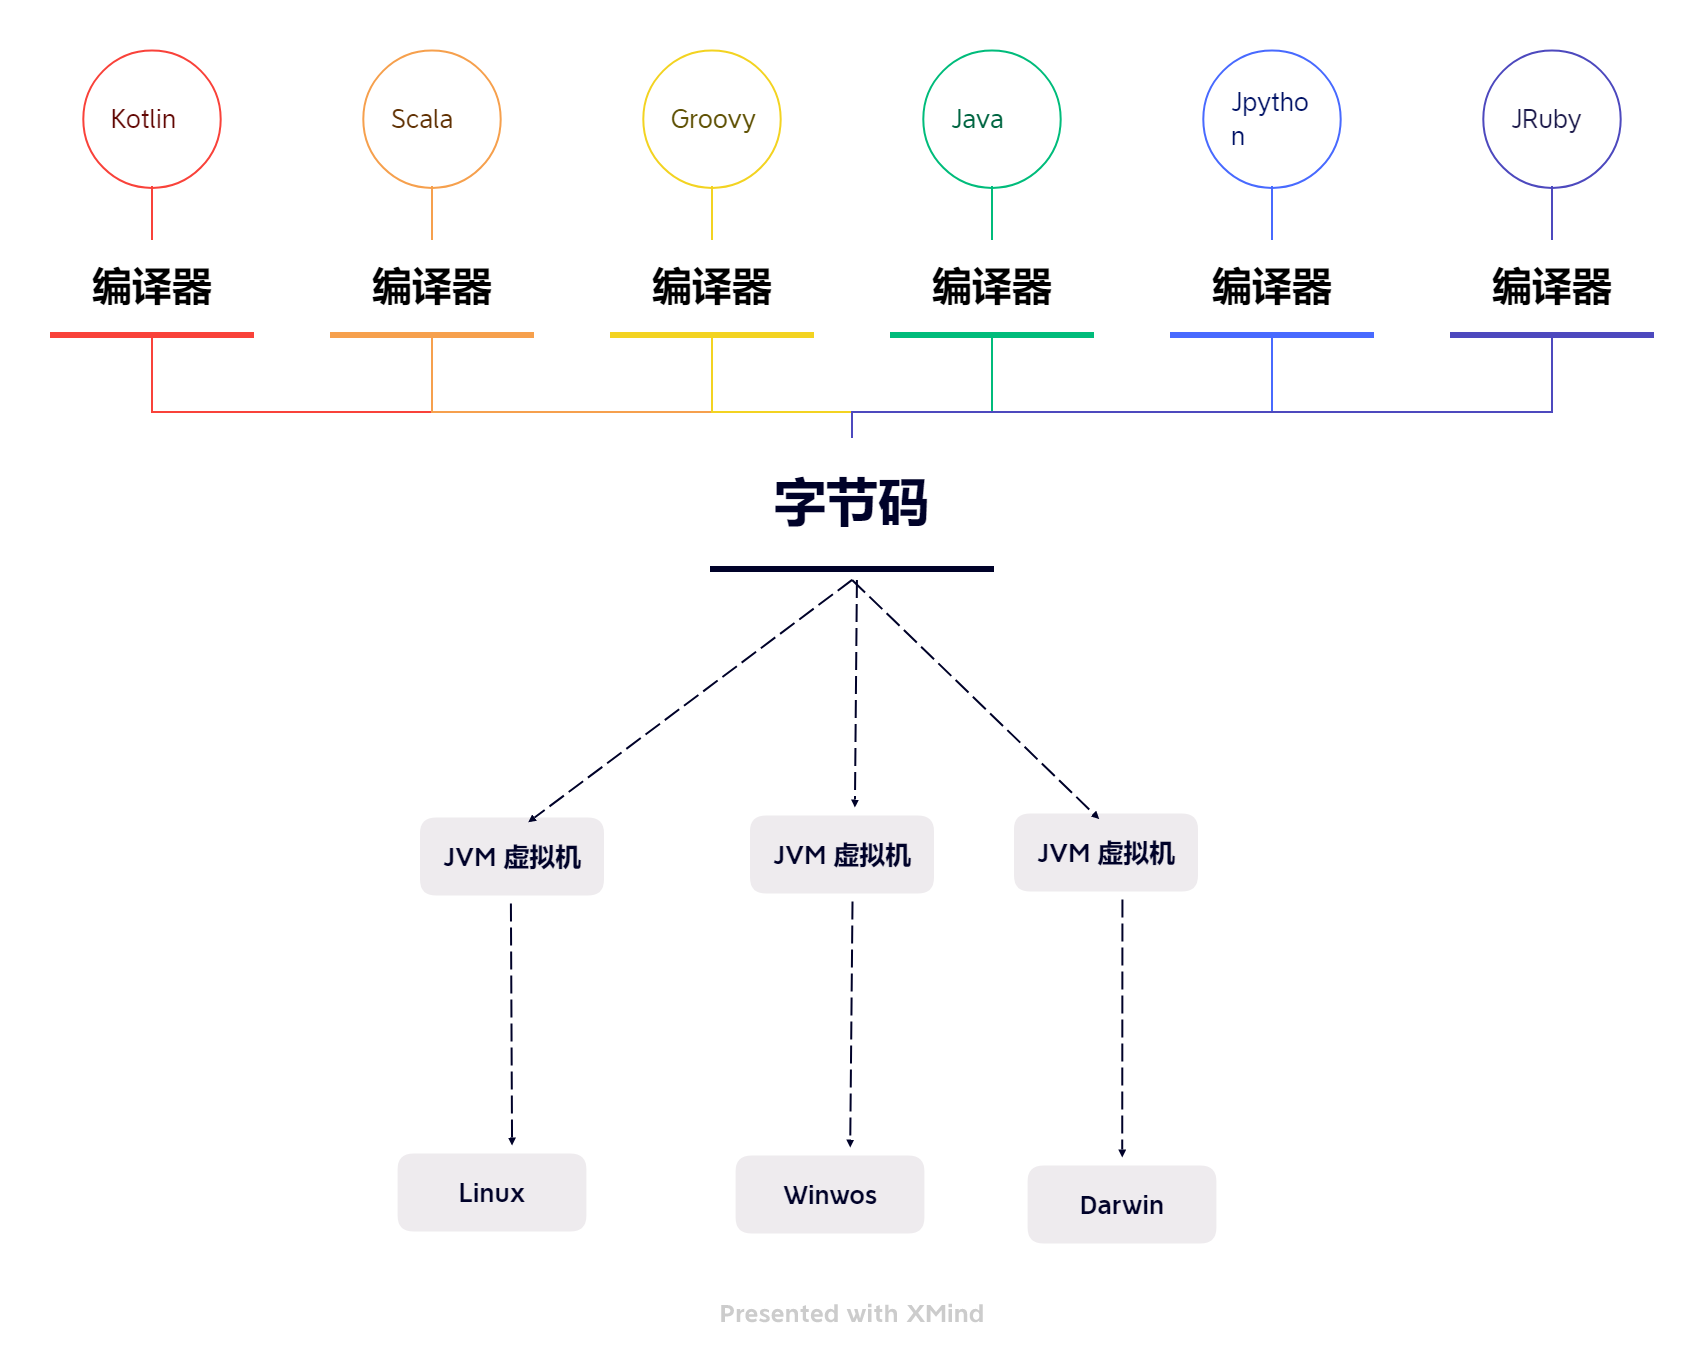 Kotlin
Scala
Groovy
Java
Jpytho
n
JRuby
编译器
编译器
编译器
编译器
编译器
编译器
字节码
JVM 虚拟机
JVM 虚拟机
JVM 虚拟机
Linux
Winwos
Darwin
Presented with XMind